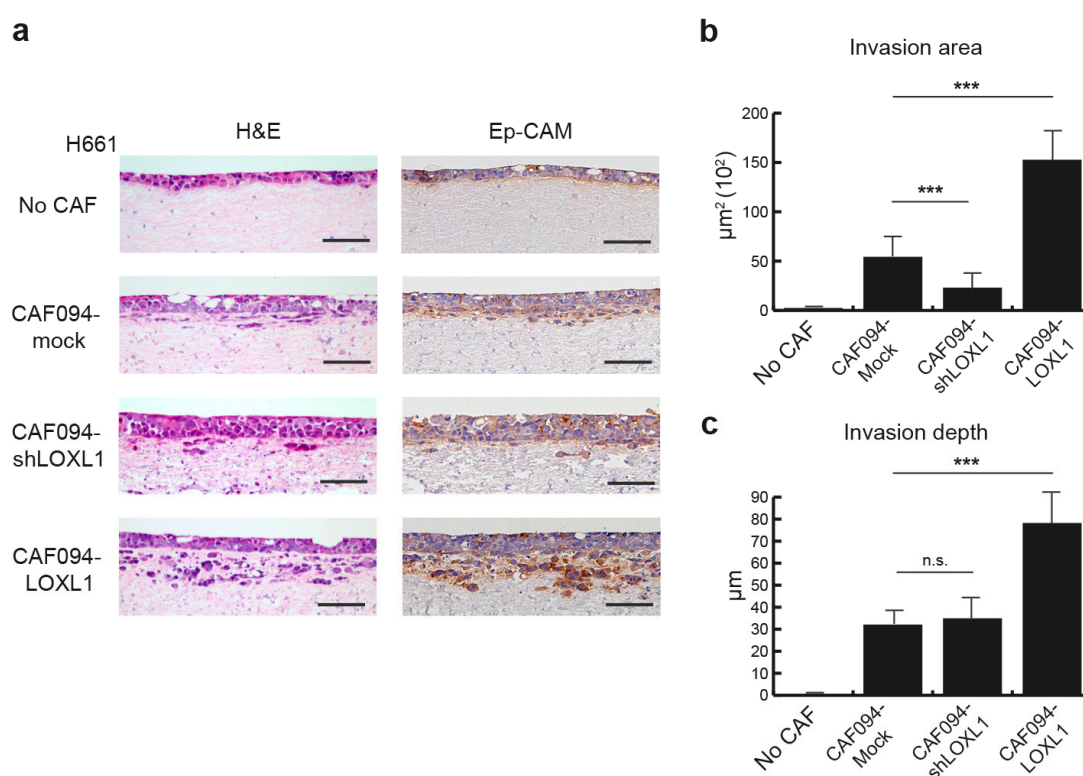 a
H661
H&E
Ep-CAM
No CAF
CAF094-
mock
CAF094-
shLOXL1
CAF094-
LOXL1
b
Invasion area
***
***
µm² (10²)
200
150
100
50
0
No CAF
CAF094-
Mock
CAF094-
shLOXL1
CAF094-
LOXL1
c
Invasion depth
***
n.s.
µm
90
80
70
60
50
40
30
20
10
0
No CAF
CAF094-
Mock
CAF094-
shLOXL1
CAF094-
LOXL1